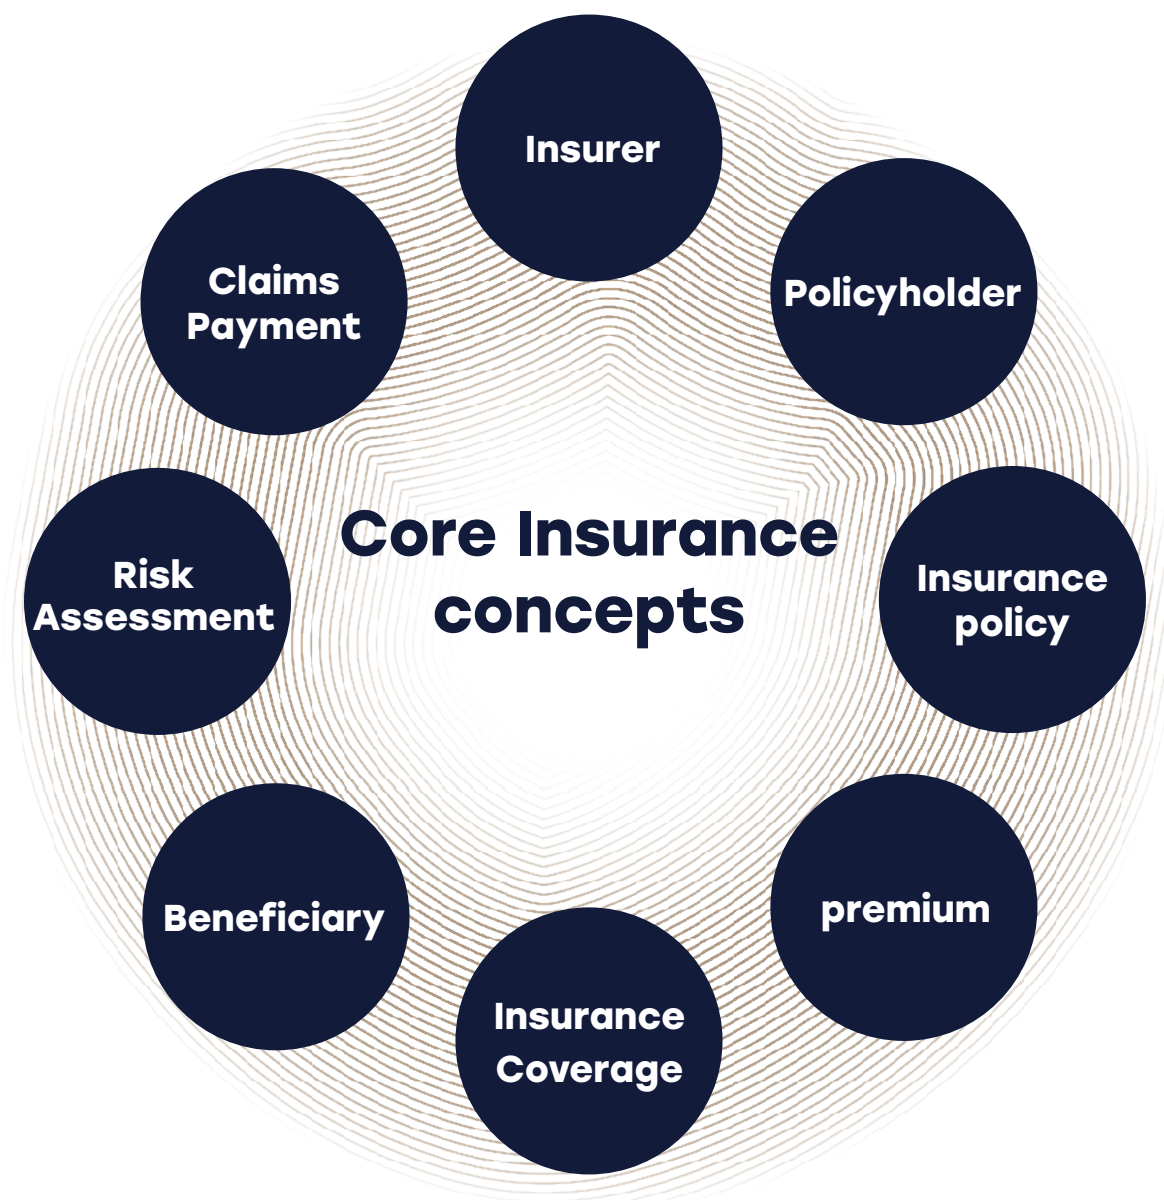 Insurer
Policyholder
Claims
Payment
Core Insurance
concepts
Risk
Assessment
Insurance
policy
Beneficiary
premium
Insurance
Coverage